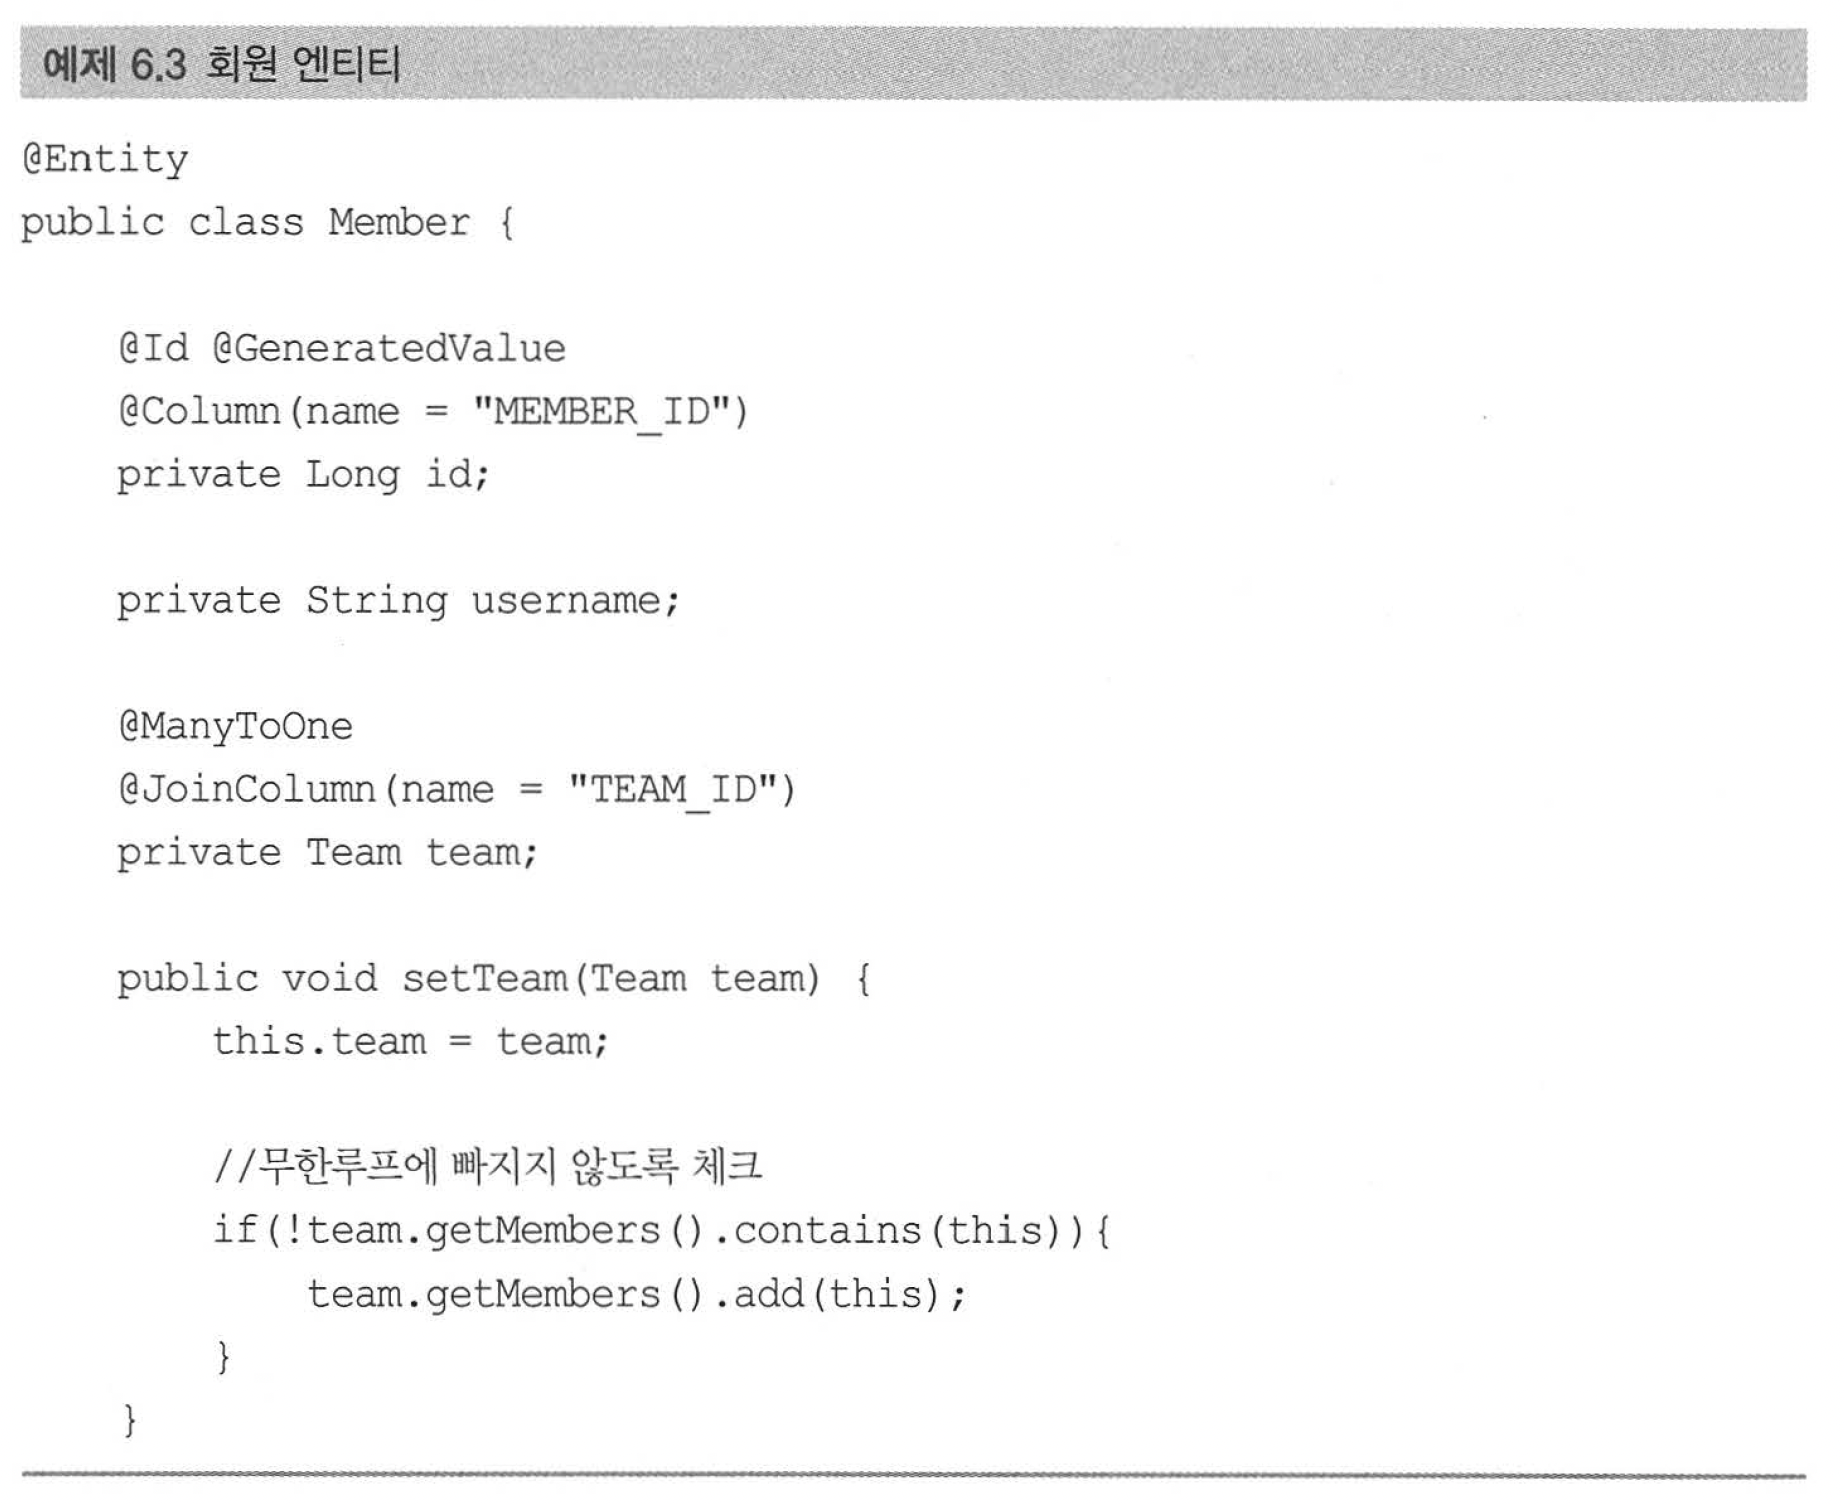 예제 6.3 회원 엔티티
@Entity
public class Member {
@Id @GeneratedValue
@Column(name = "MEMBER_ID")
private Long id;
private String username;
@ManyToOne
@JoinColumn(name = "TEAM_ID")
private Team team;
public void setTeam(Team team) {
this.team = team;
//무한루프에 빠지지 않도록 체크
if(!team.getMembers().contains(this)){
team.getMembers().add(this);
}
}